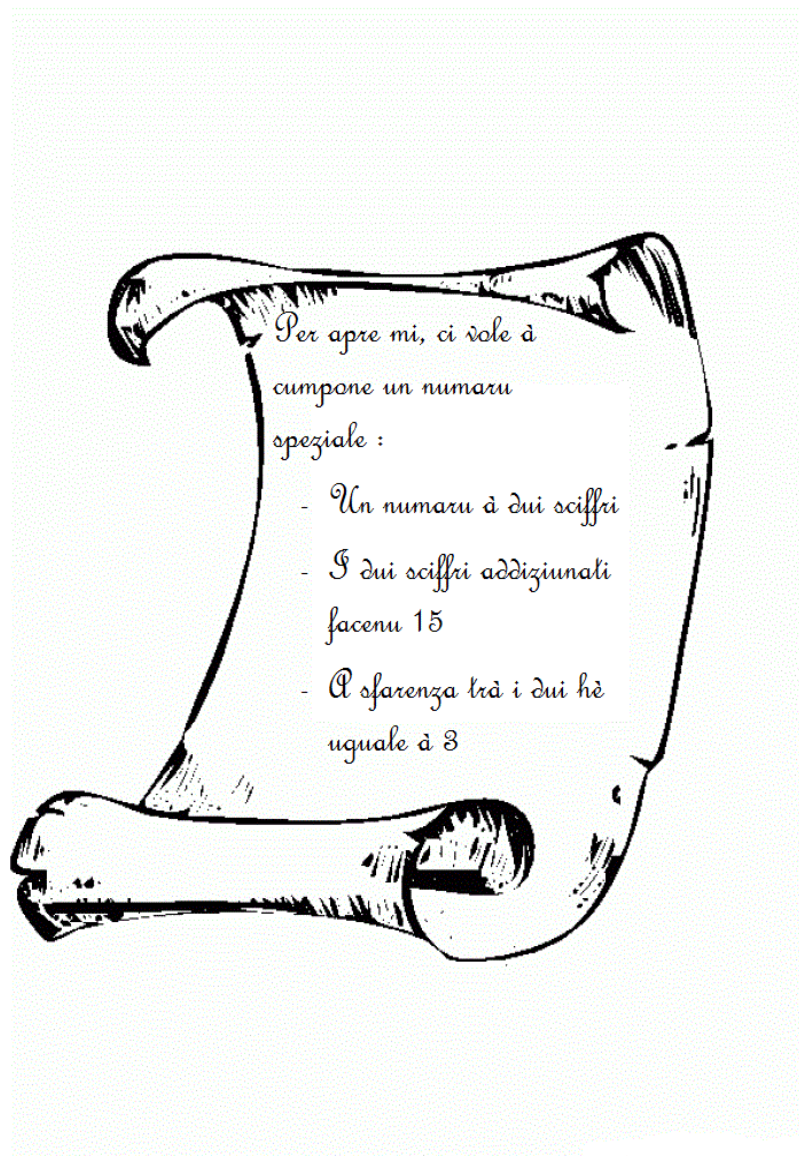 Per apre mi, ci vole à
cumpone un numaru
speziale :
- Un numaru à dui sciffri
- I dui sciffri addiziunati
facenu 15
- A sfarenza trà i dui hè
uguale à 3